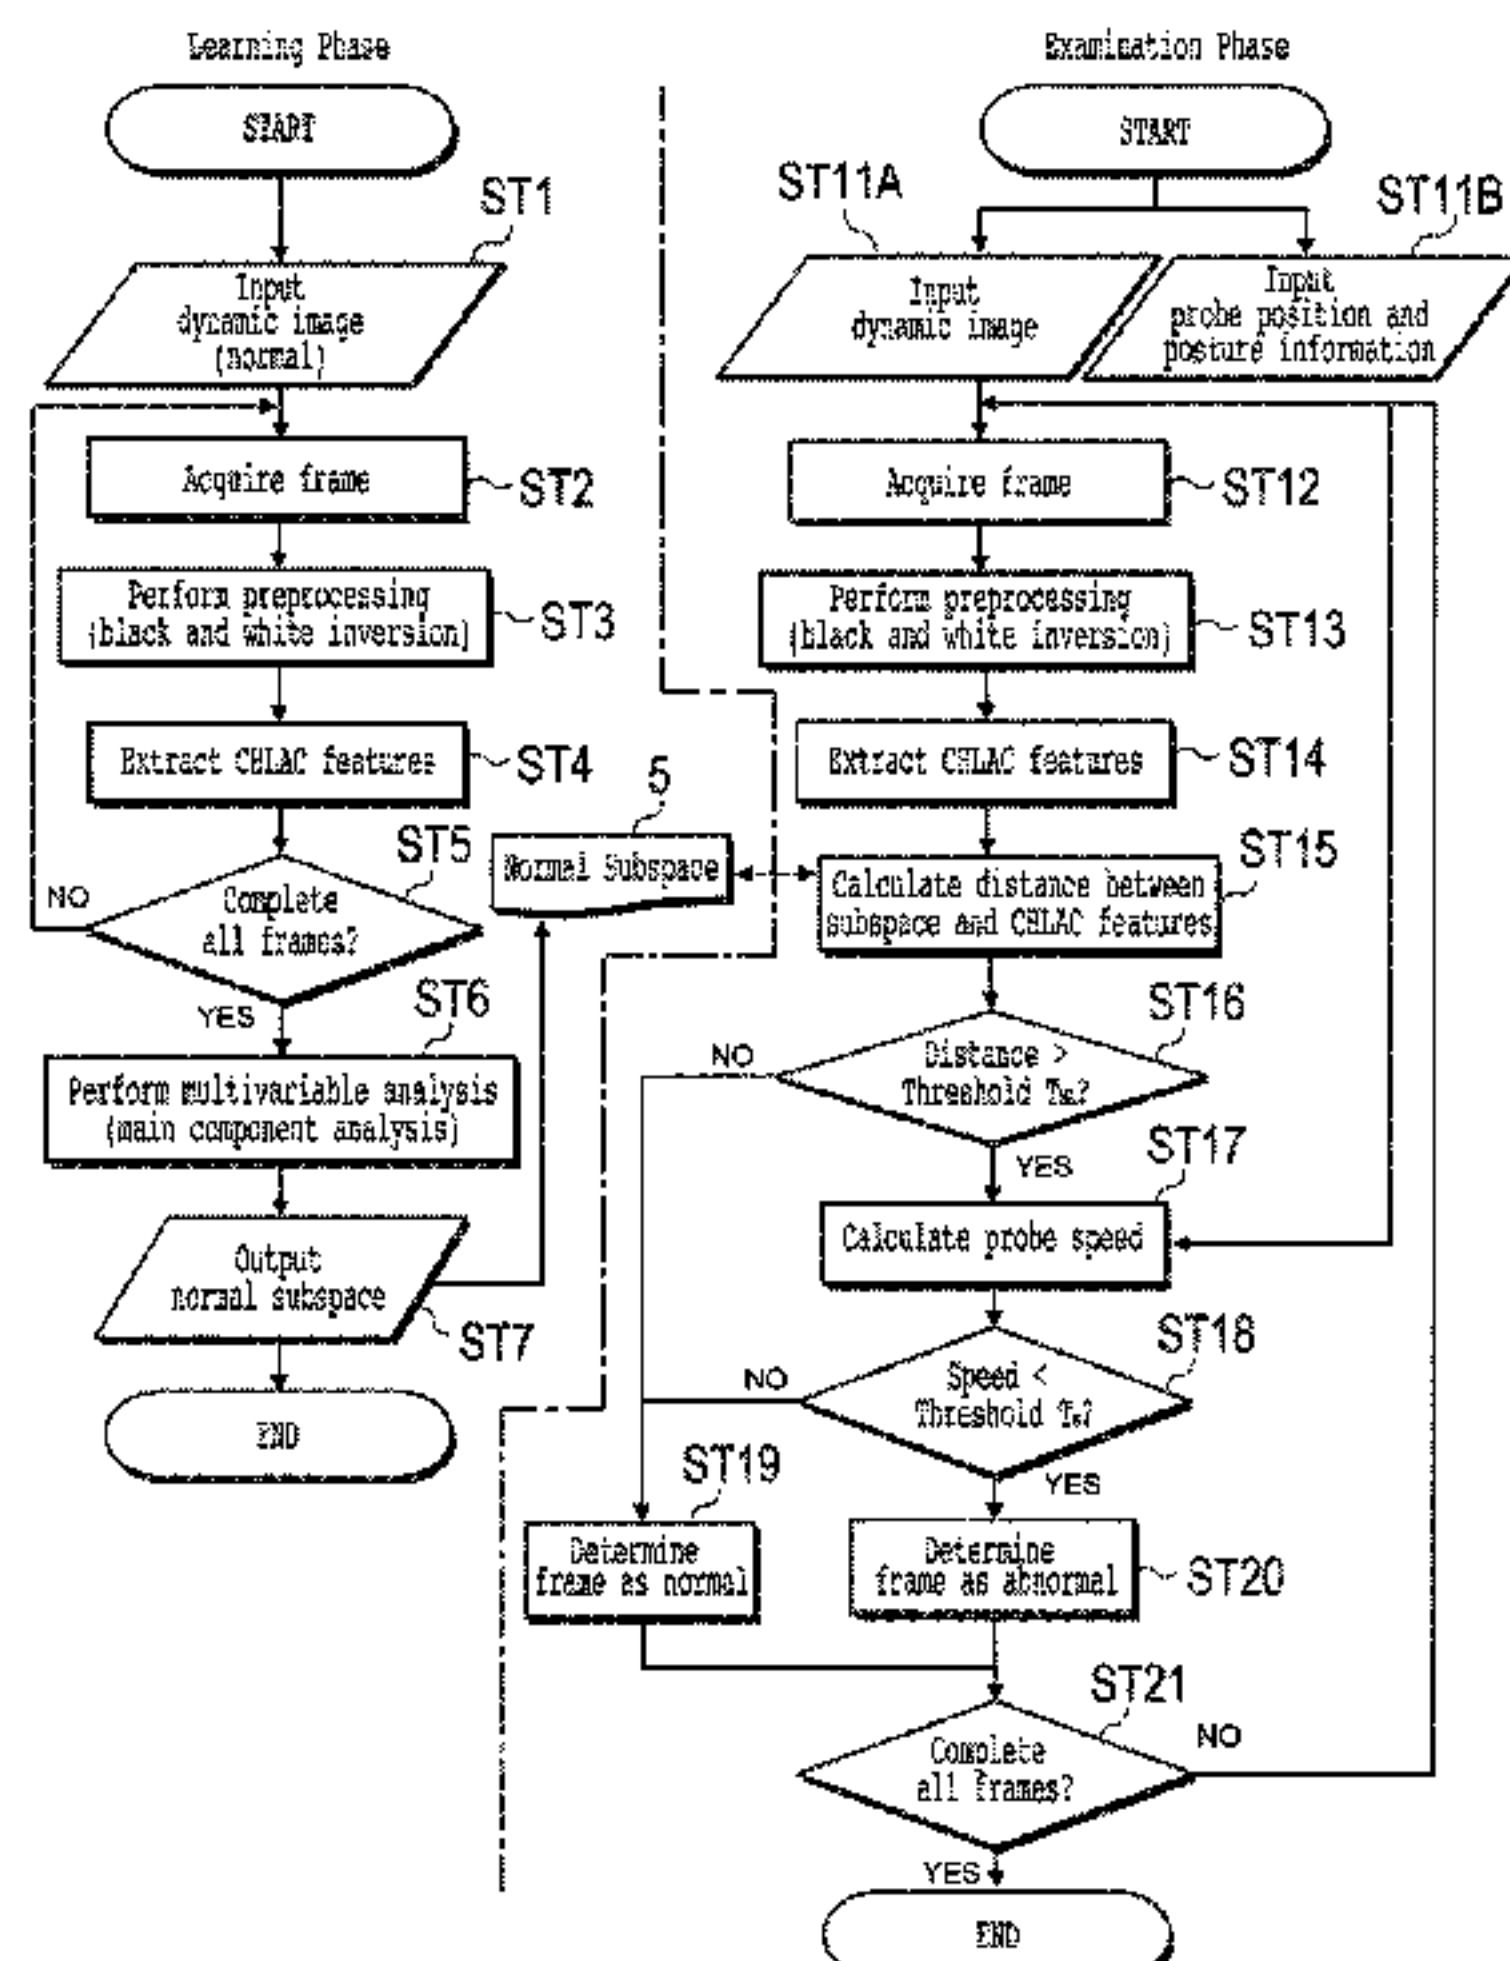 Learning Phase
START
ST1
Input
dynamic image
(normal)
Acquire frame
ST2
Perform preprocessing
(black and white inversion)
ST3
Extract CHLAC features
ST4
ST5
Complete
all frames?
NO
YES
ST6
Perform multivariable analysis
(main component analysis)
Output
normal subspace
ST7
END
5
Normal Subspace
Examination Phase
START
ST11A
ST11B
Input
dynamic image
Input
probe position and
posture information
Acquire frame
ST12
Perform preprocessing
(black and white inversion)
ST13
Extract CHLAC features
ST14
ST15
Calculate distance between
subspace and CHLAC features
ST16
Distance >
Threshold
NO
YES
ST17
Calculate probe speed
ST18
Speed <
Threshold
NO
YES
ST19
Determine
frame as normal
Determine
frame as abnormal
ST20
ST21
Complete
all frames?
NO
YES
END